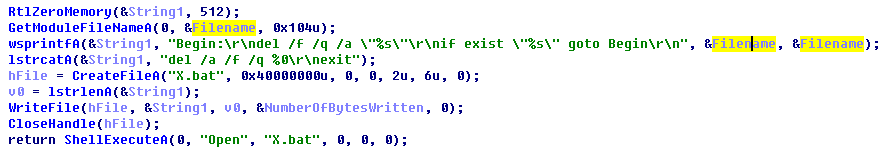 RtlZeroMemory(&String1, 512);
GetModuleFileNameA(0, &Filename, 0x104u);
wsprintfA(&String1, "Begin:\r\ndel /f /q /a \"%s\"\r\nif exist \"%s\" goto Begin\r\n", &Filename, &Filename);
lstrcatA(&String1, "del /a /f /q %0\r\nexit");
hFile = CreateFileA("X.bat", 0x40000000u, 0, 0, 2u, 6u, 0);
v0 = lstrlenA(&String1);
WriteFile(hFile, &String1, v0, &NumberOfBytesWritten, 0);
CloseHandle(hFile);
return ShellExecuteA(0, "Open", "X.bat", 0, 0, 0);